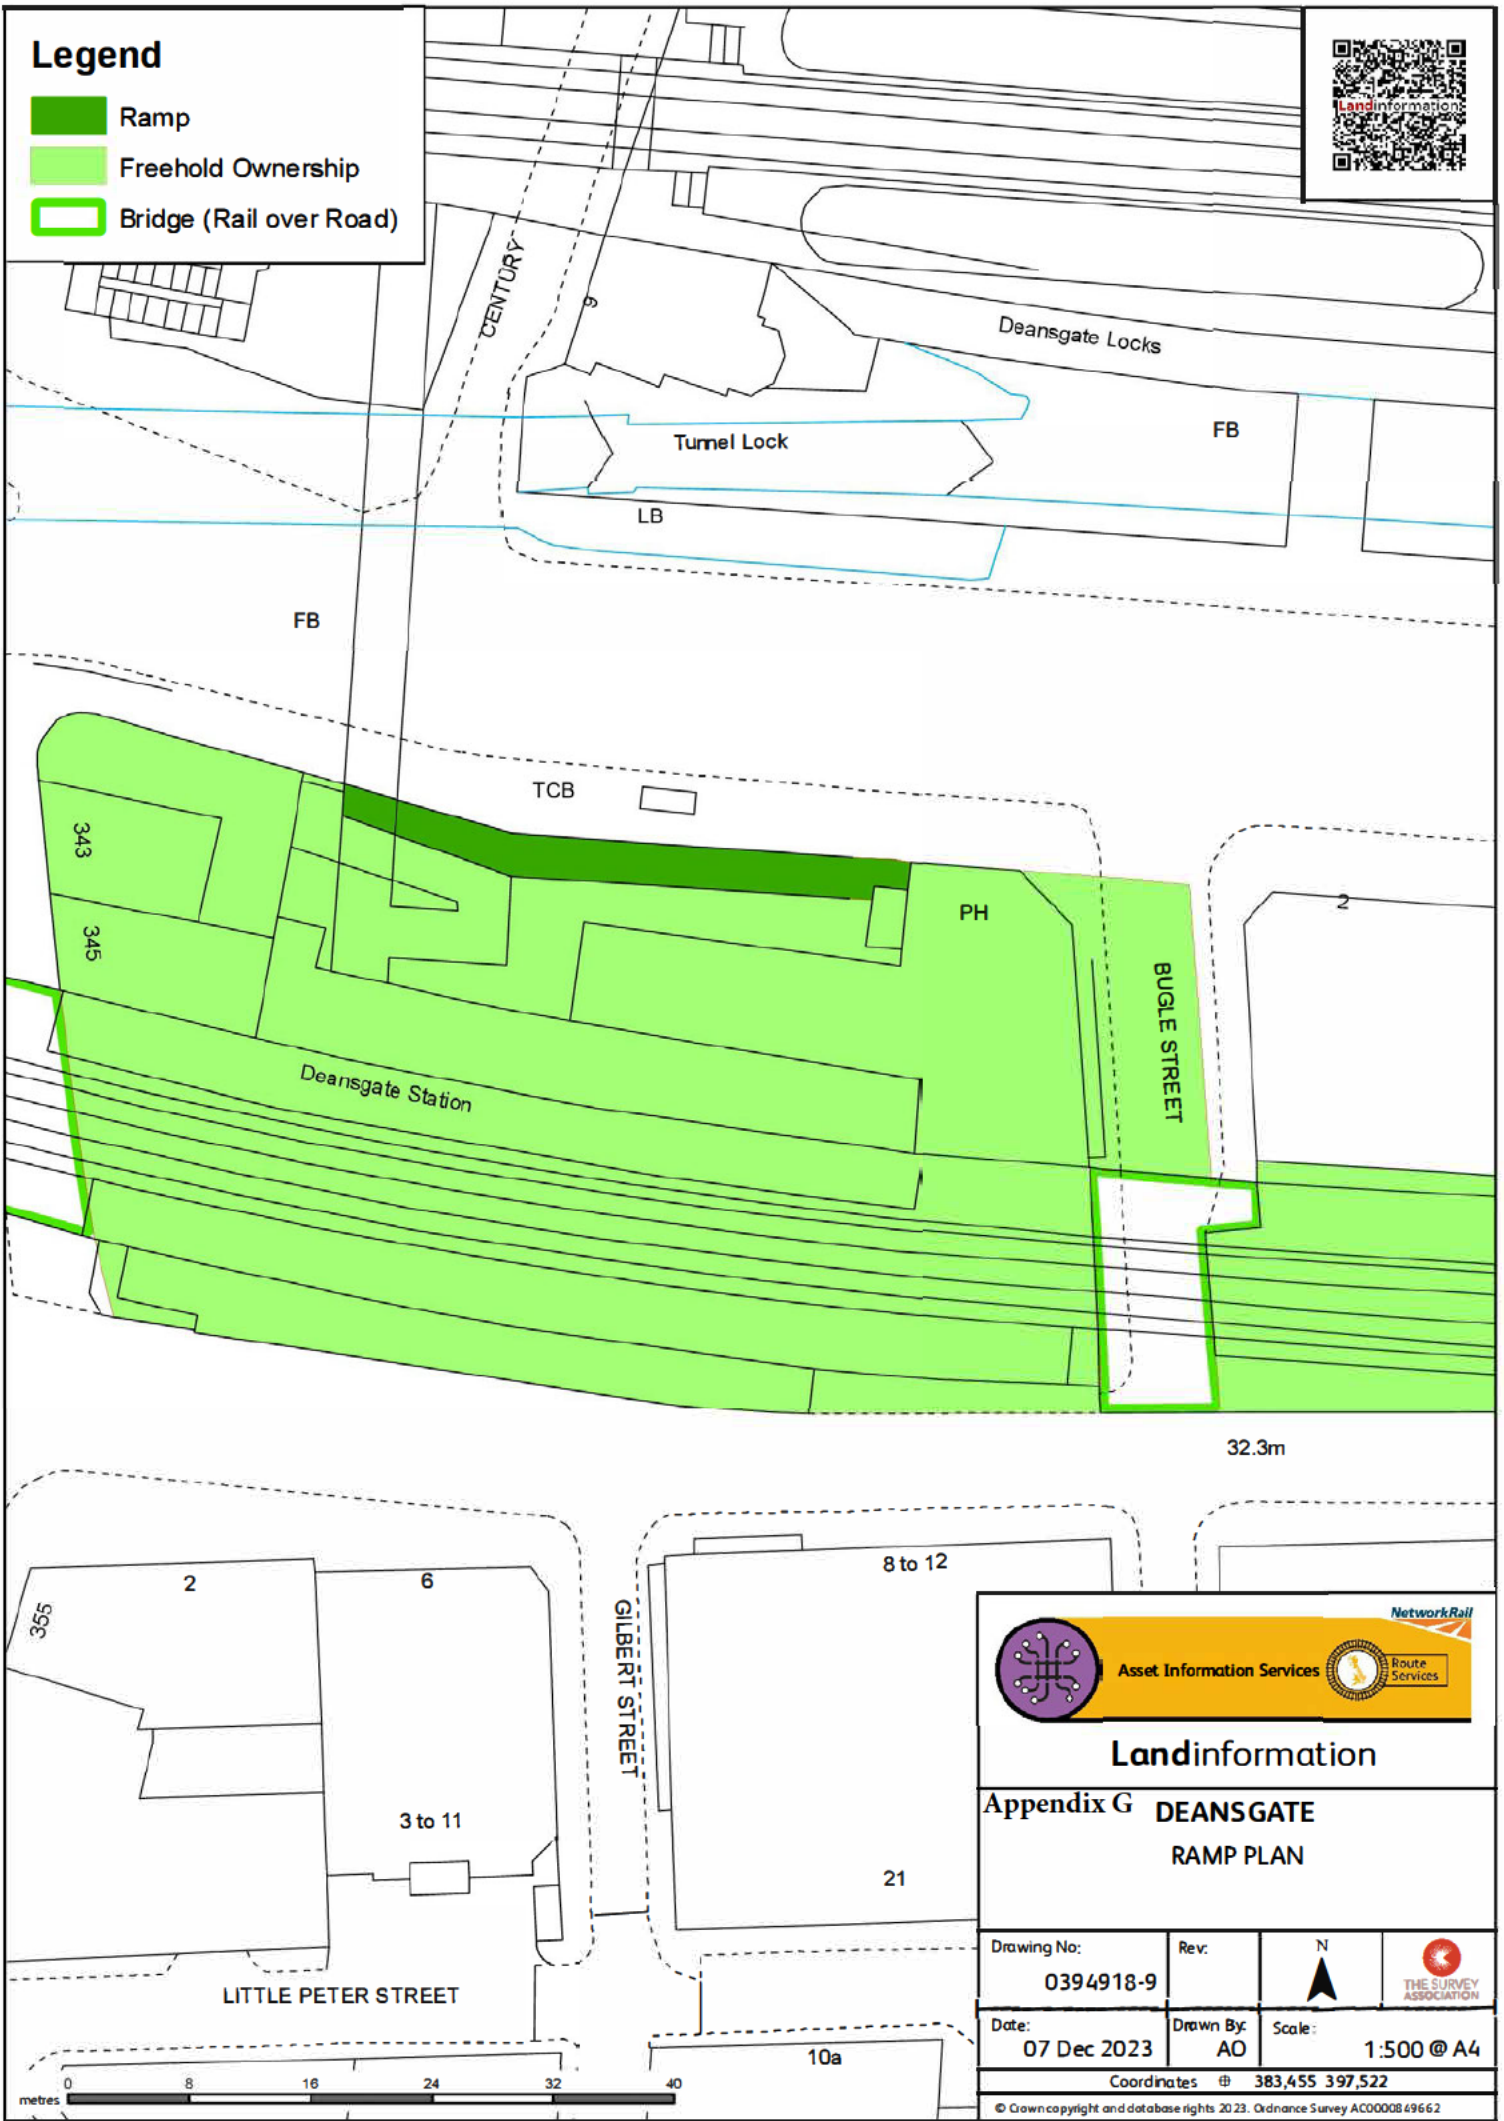 Legend
Ramp
Freehold Ownership
Bridge (Rail over Road)
Landinformation
CENTURY
9
Deansgate Locks
Tunnel Lock
FB
LB
FB
TCB
343
PH
2
345
BUGLE STREET
Deansgate Station
32.3m
2
6
8 to 12
355
GILBERT STREET
3 to 11
21
LITTLE PETER STREET
10a
metres 0 8 16 24 32 40
NetworkRail
Asset Information Services
Route
Services
Landinformation
Appendix G DEANSGATE
RAMP PLAN
Drawing No:
0394918-9
Rev:
N
THE SURVEY
ASSOCIATION
Date:
07 Dec 2023
Drawn By:
AO
Scale:
1:500 @ A4
Coordinates ⊕ 383,455 397,522
© Crown copyright and database rights 2023. Ordnance Survey AC0000849662